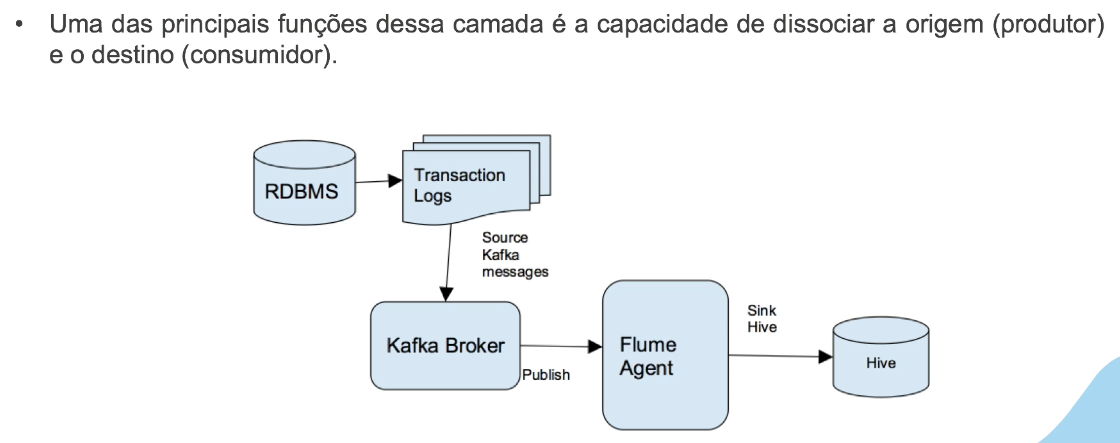 • Uma das principais funções dessa camada é a capacidade de dissociar a origem (produtor)
e o destino (consumidor).
RDBMS
Transaction
Logs
Source
Kafka
messages
Kafka Broker
Publish
Flume
Agent
Sink
Hive
Hive